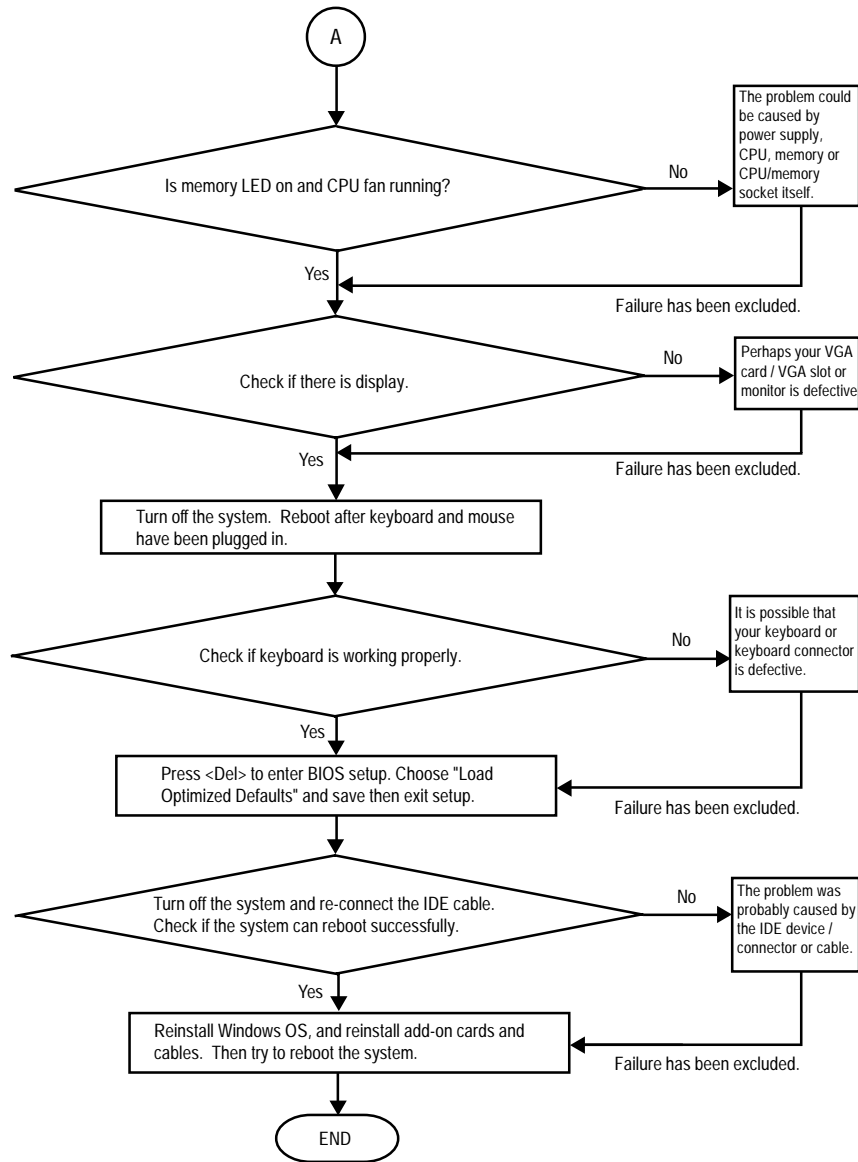 A
Is memory LED on and CPU fan running?
No
The problem could
be caused by
power supply,
CPU, memory or
CPU/memory
socket itself.
Yes
Failure has been excluded.
Check if there is display.
No
Perhaps your VGA
card / VGA slot or
monitor is defective
Yes
Failure has been excluded.
Turn off the system. Reboot after keyboard and mouse
have been plugged in.
Check if keyboard is working properly.
No
It is possible that
your keyboard or
keyboard connector
is defective.
Yes
Press <Del> to enter BIOS setup. Choose "Load
Optimized Defaults" and save then exit setup.
Failure has been excluded.
Turn off the system and re-connect the IDE cable.
Check if the system can reboot successfully.
No
The problem was
probably caused by
the IDE device /
connector or cable.
Yes
Reinstall Windows OS, and reinstall add-on cards and
cables. Then try to reboot the system.
Failure has been excluded.
END